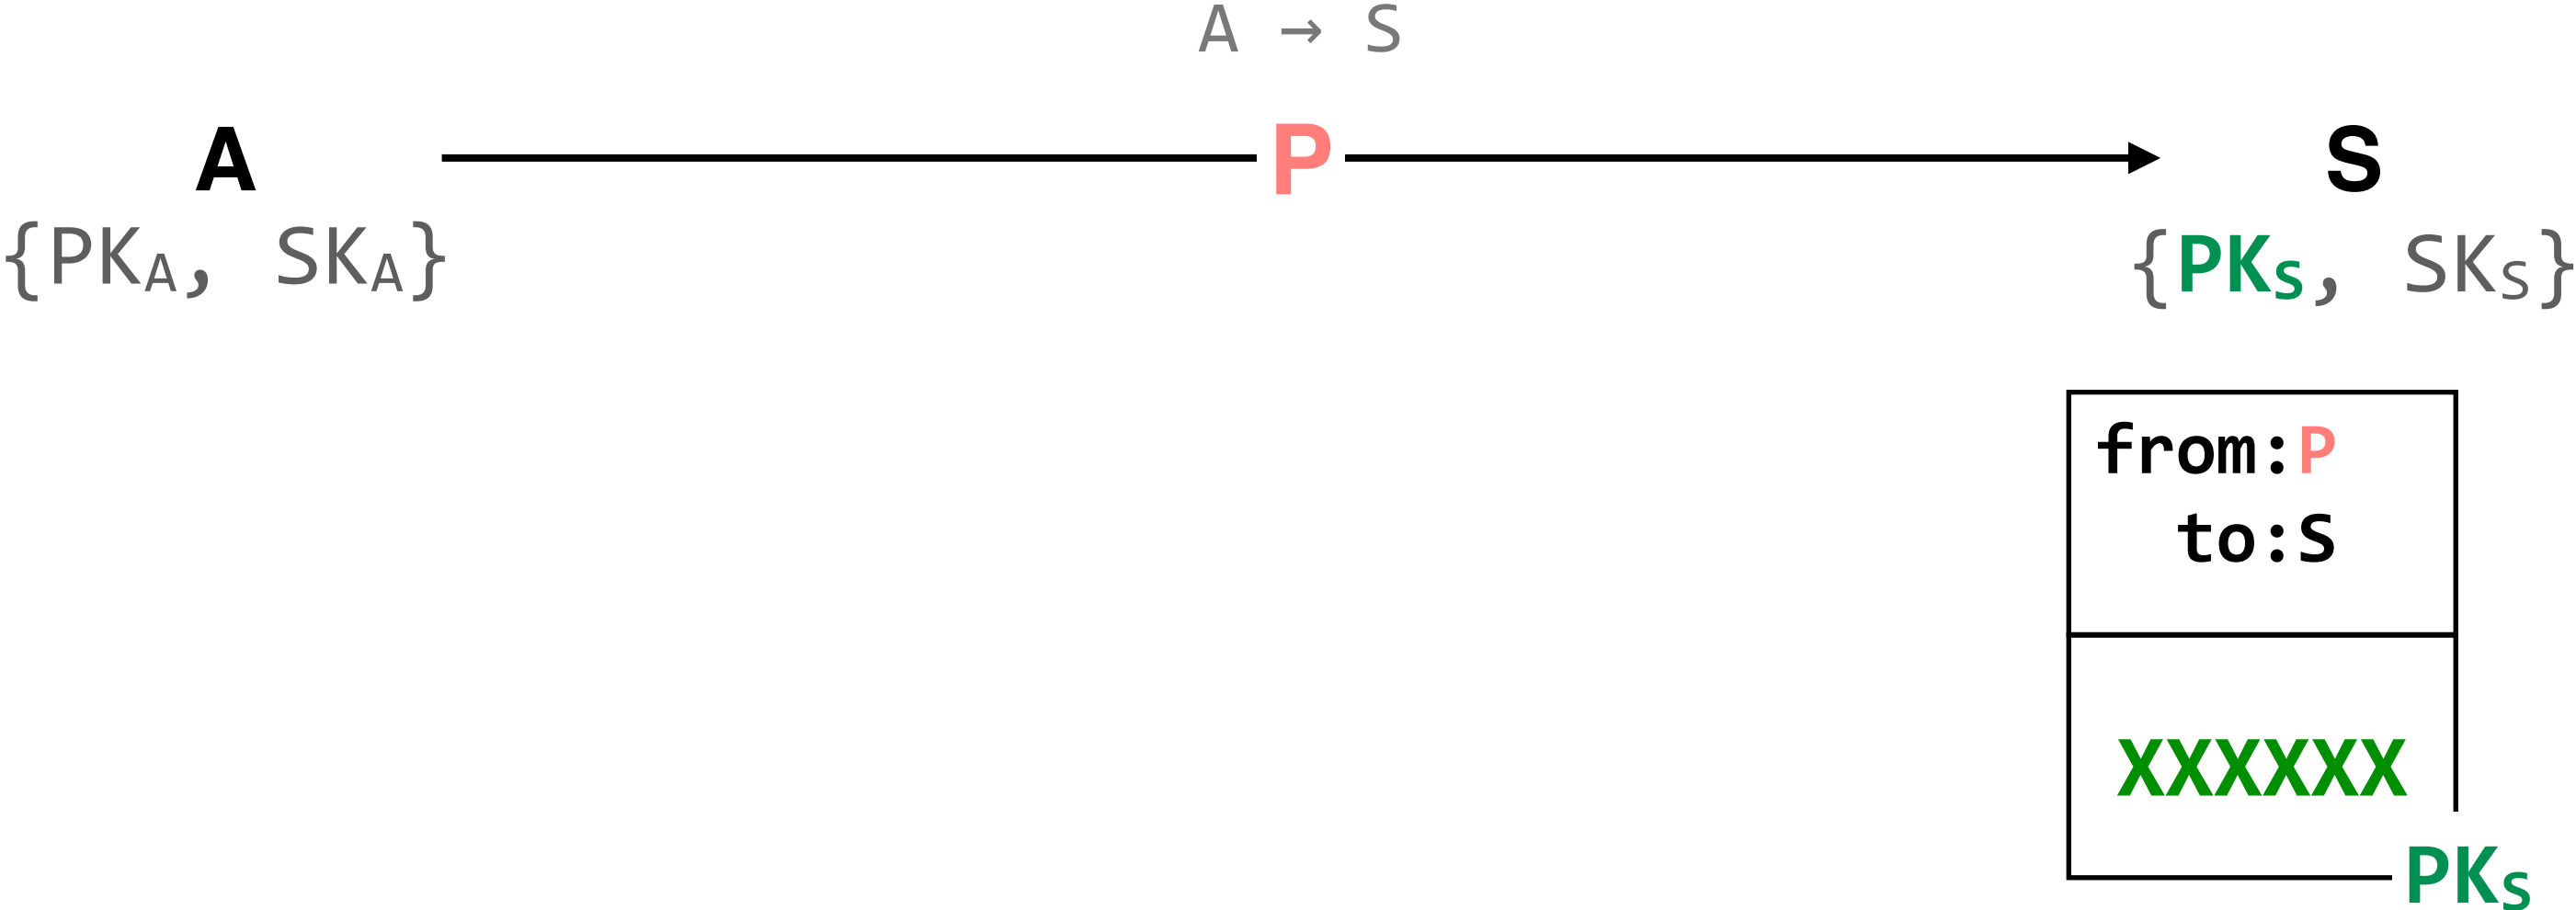 A → S
A P S
{PKA, SKA} {PKS, SKS}
from:P
to:S
XXXXXX
PKS